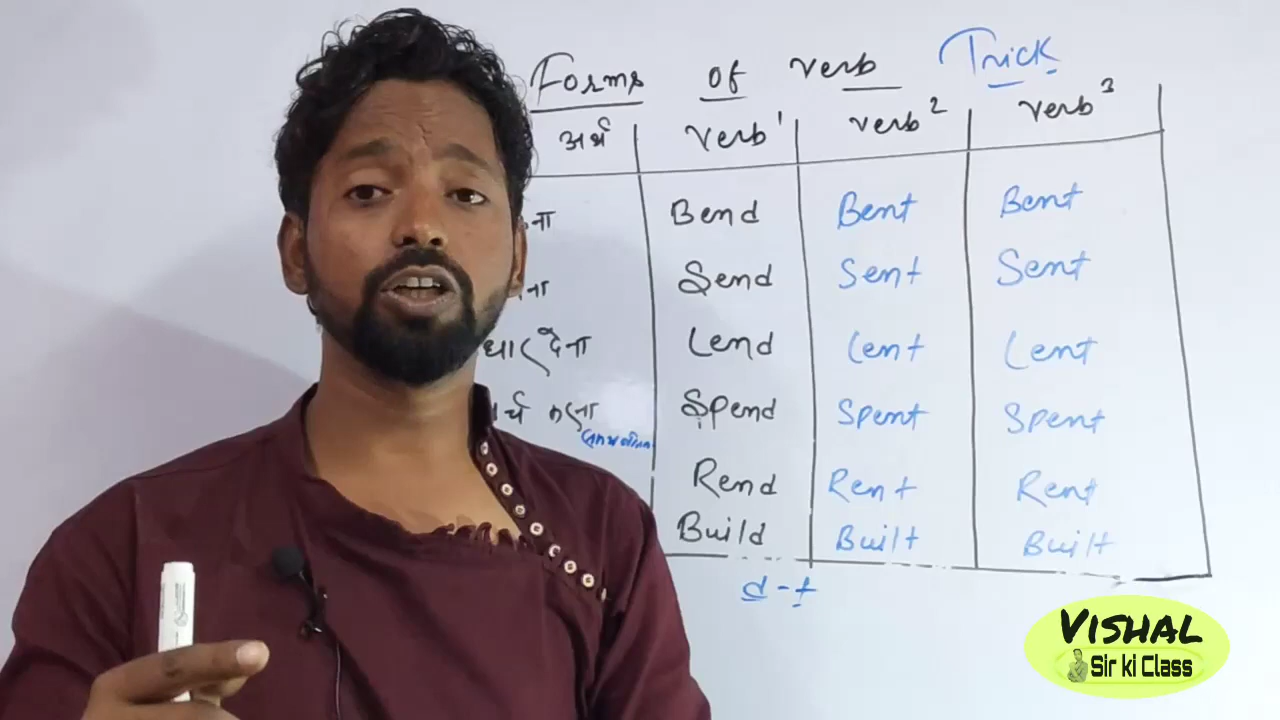 Forms of verb Trick
अर्थ verb¹ verb² verb³
ना Bend Bent Bent
ना Send Sent Sent
धार देना Lend Lent Lent
र्च करना Spend Spent Spent
Rend Rent Rent
Build Built Built
d - t
VISHAL
Sir ki Class